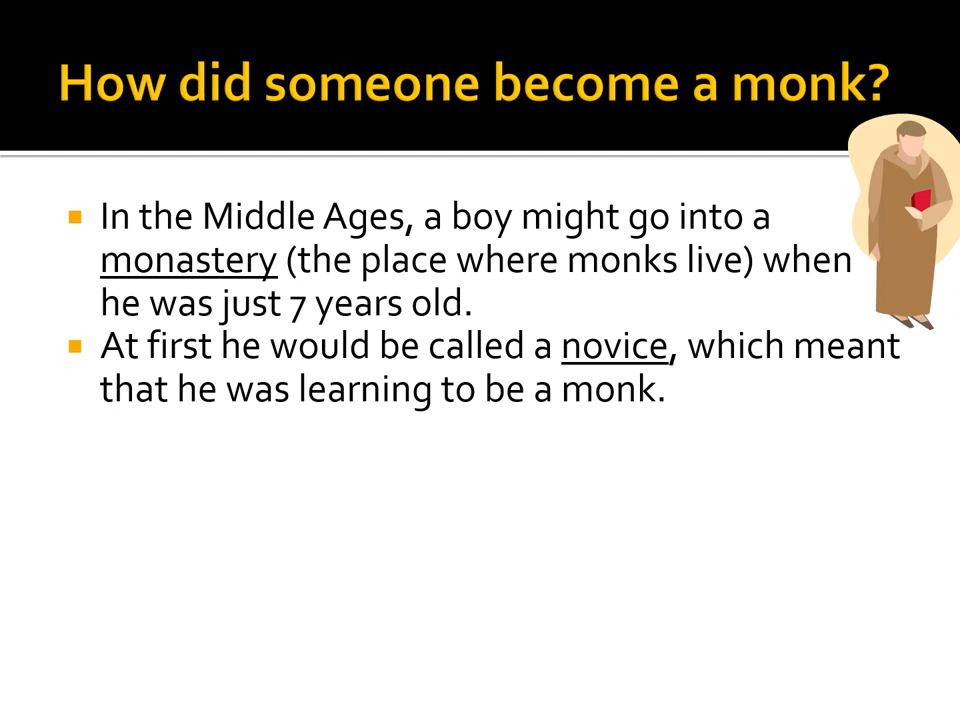 How did someone become a monk?
▪ In the Middle Ages, a boy might go into a
monastery (the place where monks live) when
he was just 7 years old.
▪ At first he would be called a novice, which meant
that he was learning to be a monk.